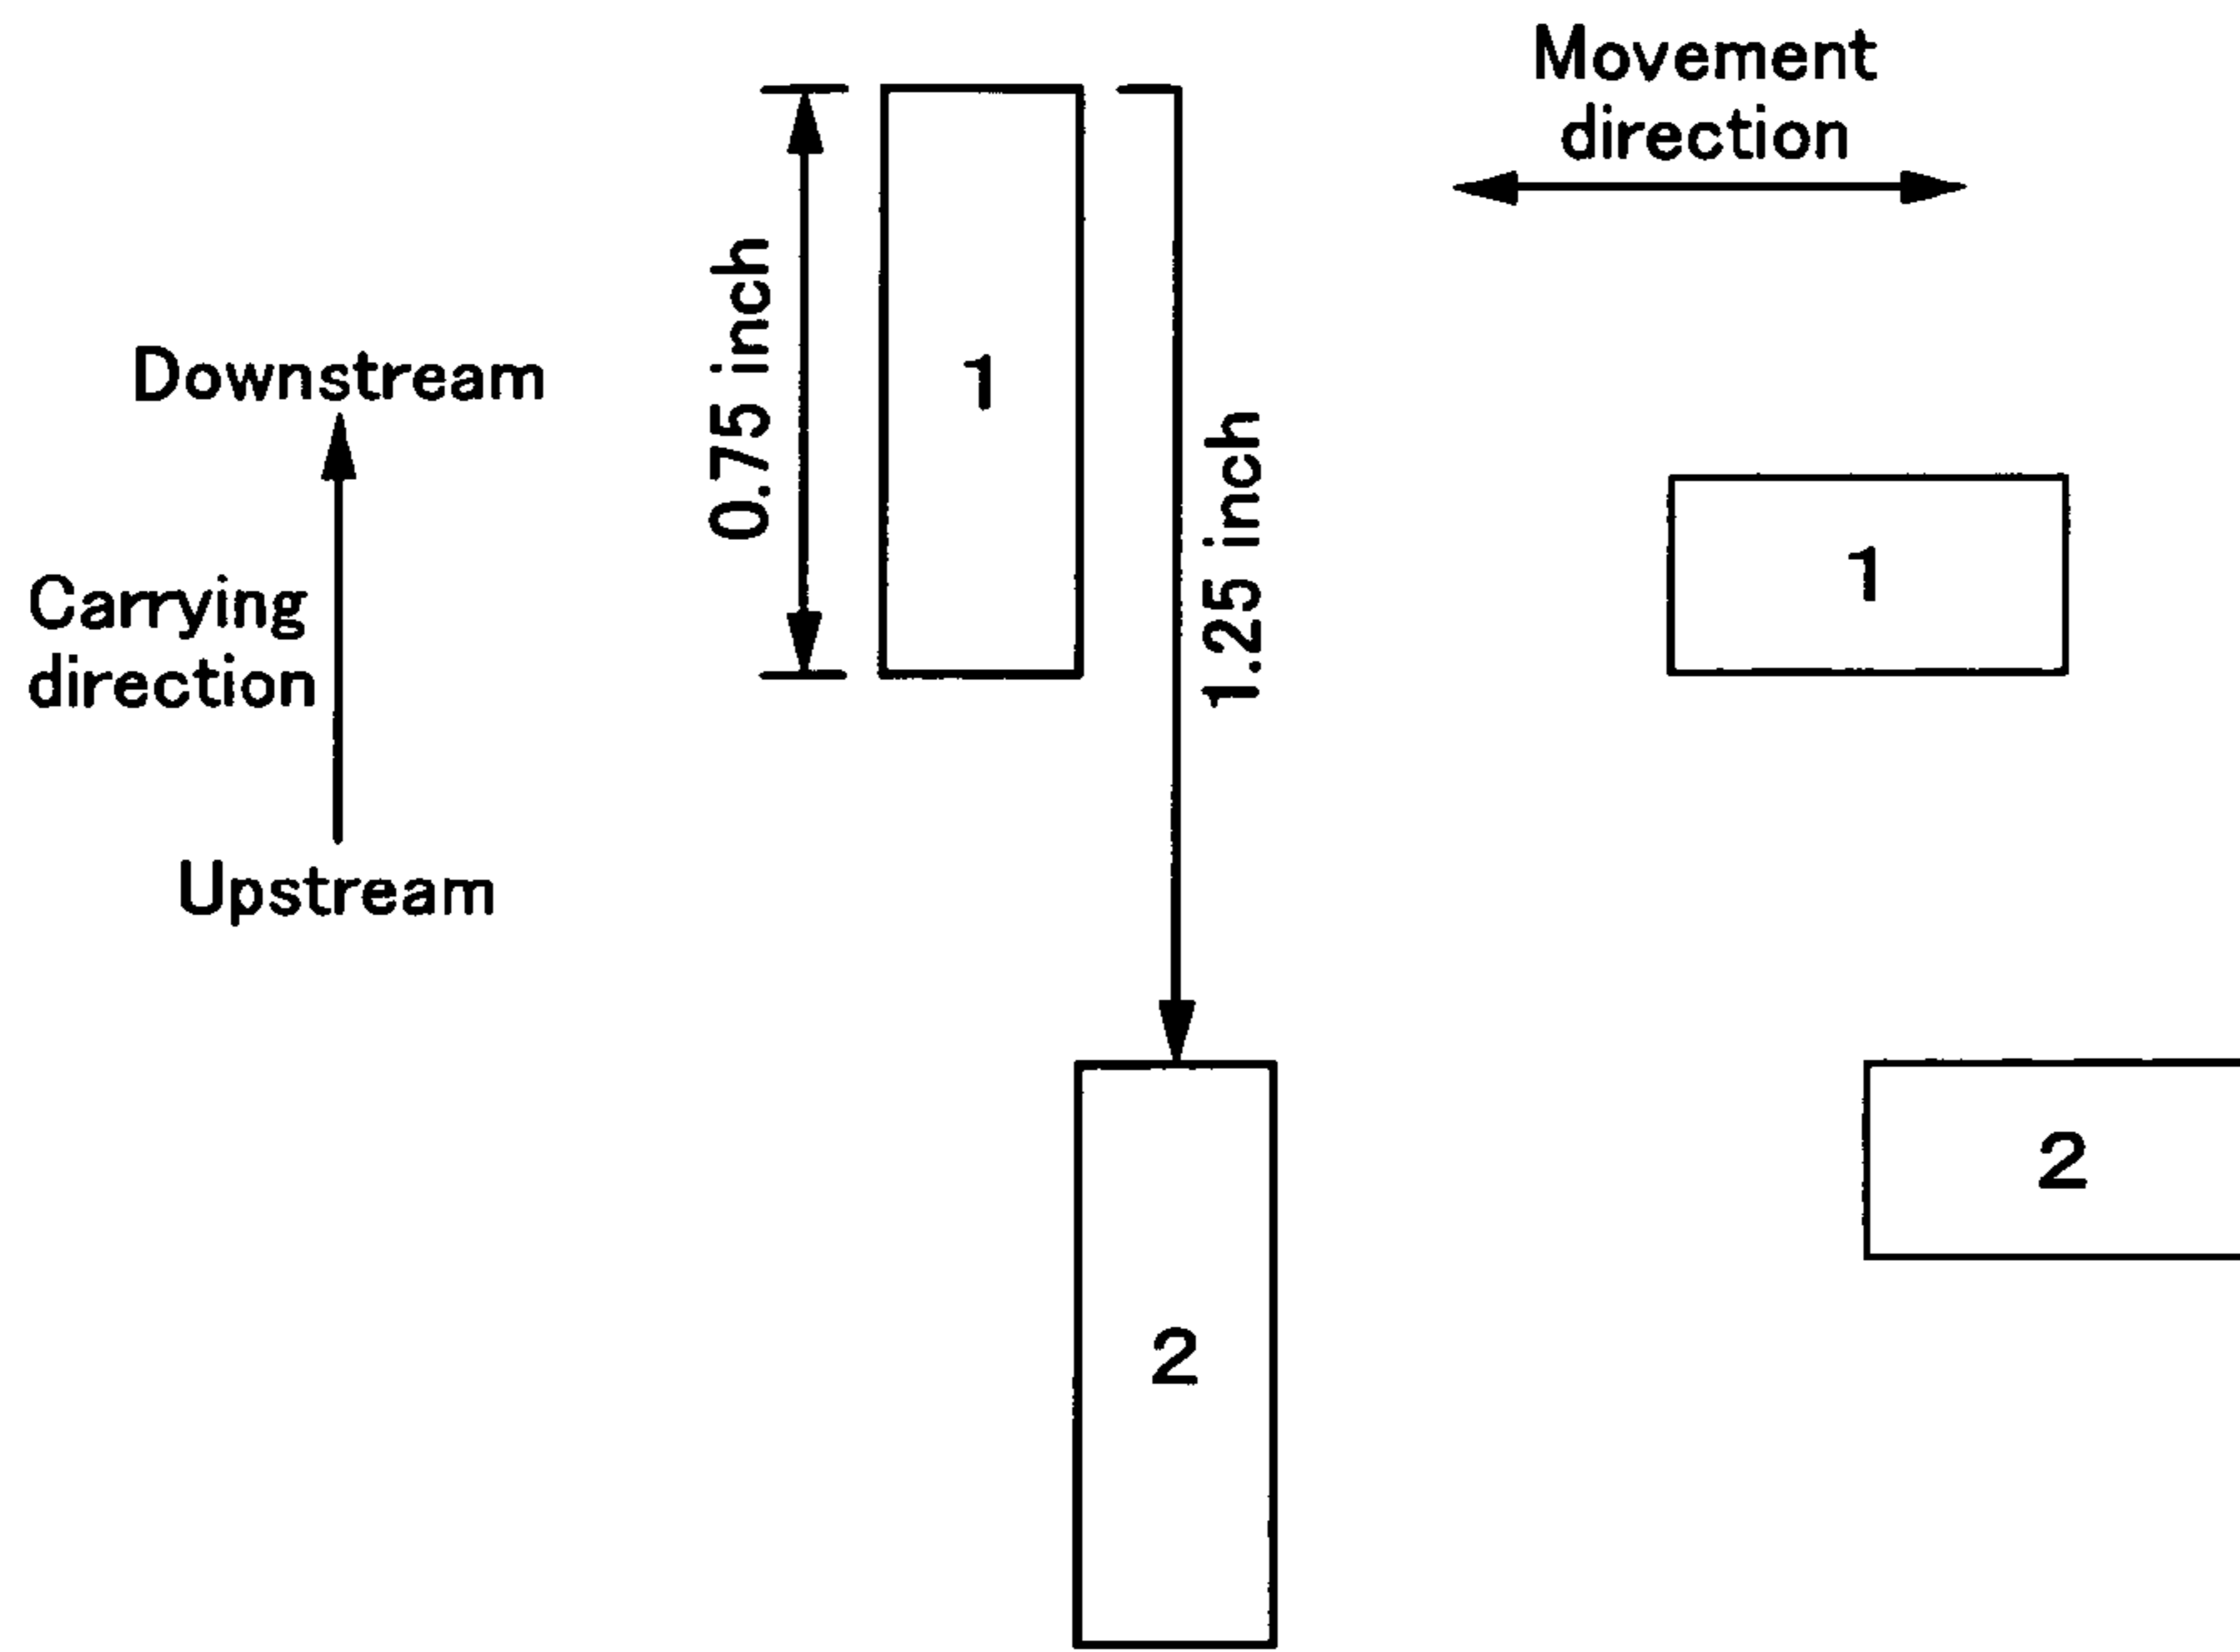 Movement
direction
0.75 inch
1
1.25 inch
Downstream
Carrying
direction
Upstream
1
2
2